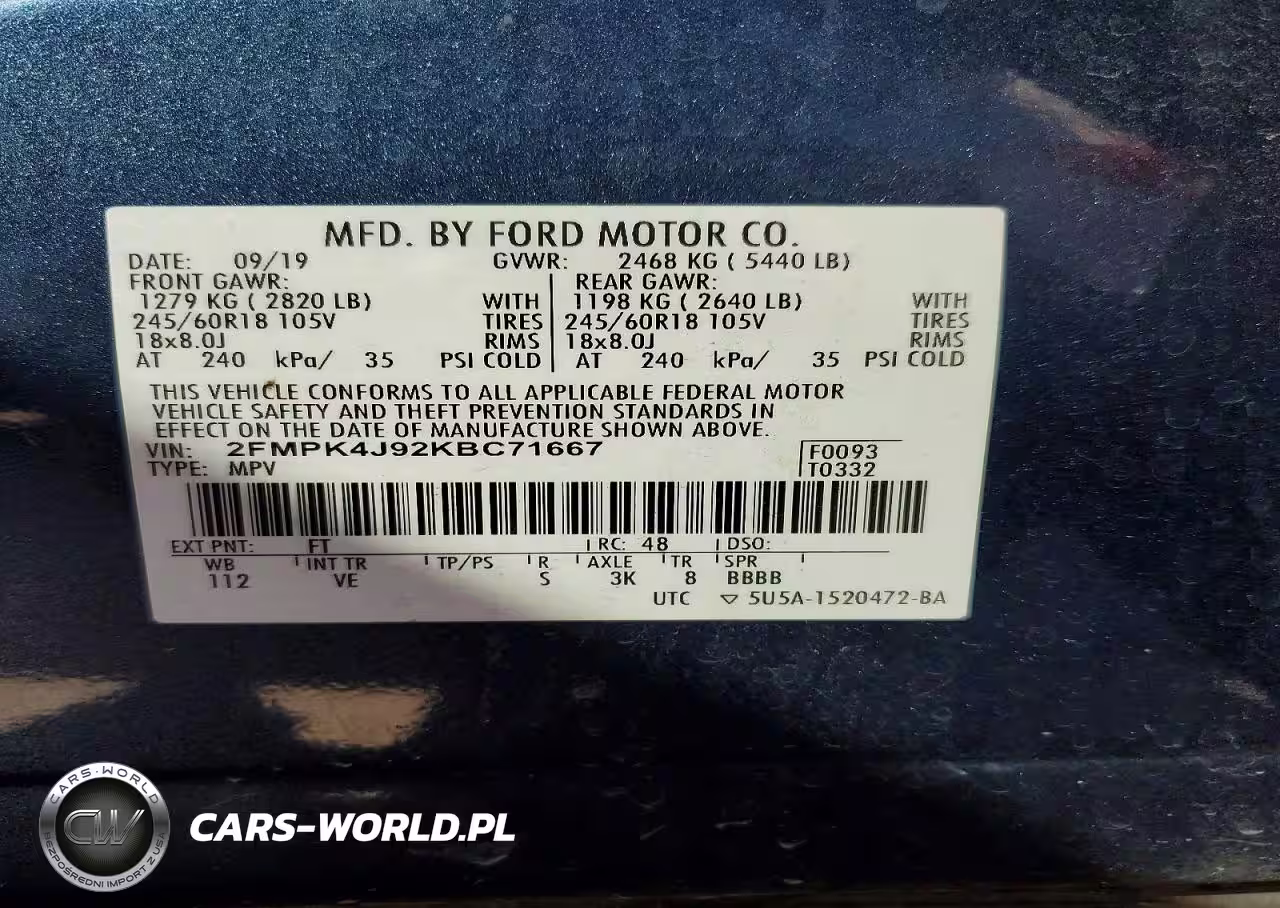 MFD. BY FORD MOTOR CO.
DATE: 09/19 GVWR: 2468 KG ( 5440 LB)
FRONT GAWR: REAR GAWR:
1279 KG ( 2820 LB) WITH 1198 KG ( 2640 LB) WITH
245/60R18 105V TIRES 245/60R18 105V TIRES
18x8.0J RIMS 18x8.0J RIMS
AT 240 kPa/ 35 PSI COLD AT 240 kPa/ 35 PSI COLD
THIS VEHICLE CONFORMS TO ALL APPLICABLE FEDERAL MOTOR
VEHICLE SAFETY AND THEFT PREVENTION STANDARDS IN
EFFECT ON THE DATE OF MANUFACTURE SHOWN ABOVE.
VIN: 2FMPK4J92KBC71667 F0093
TYPE: MPV T0332
EXT PNT: FT RC: 48 DSO:
WB INT TR TP/PS R AXLE TR SPR
112 VE S 3K 8 BBBB
UTC ▽ 5U5A-1520472-BA
CARS-WORLD
CW
BEZPOŚREDNI IMPORT Z USA
CARS-WORLD.PL